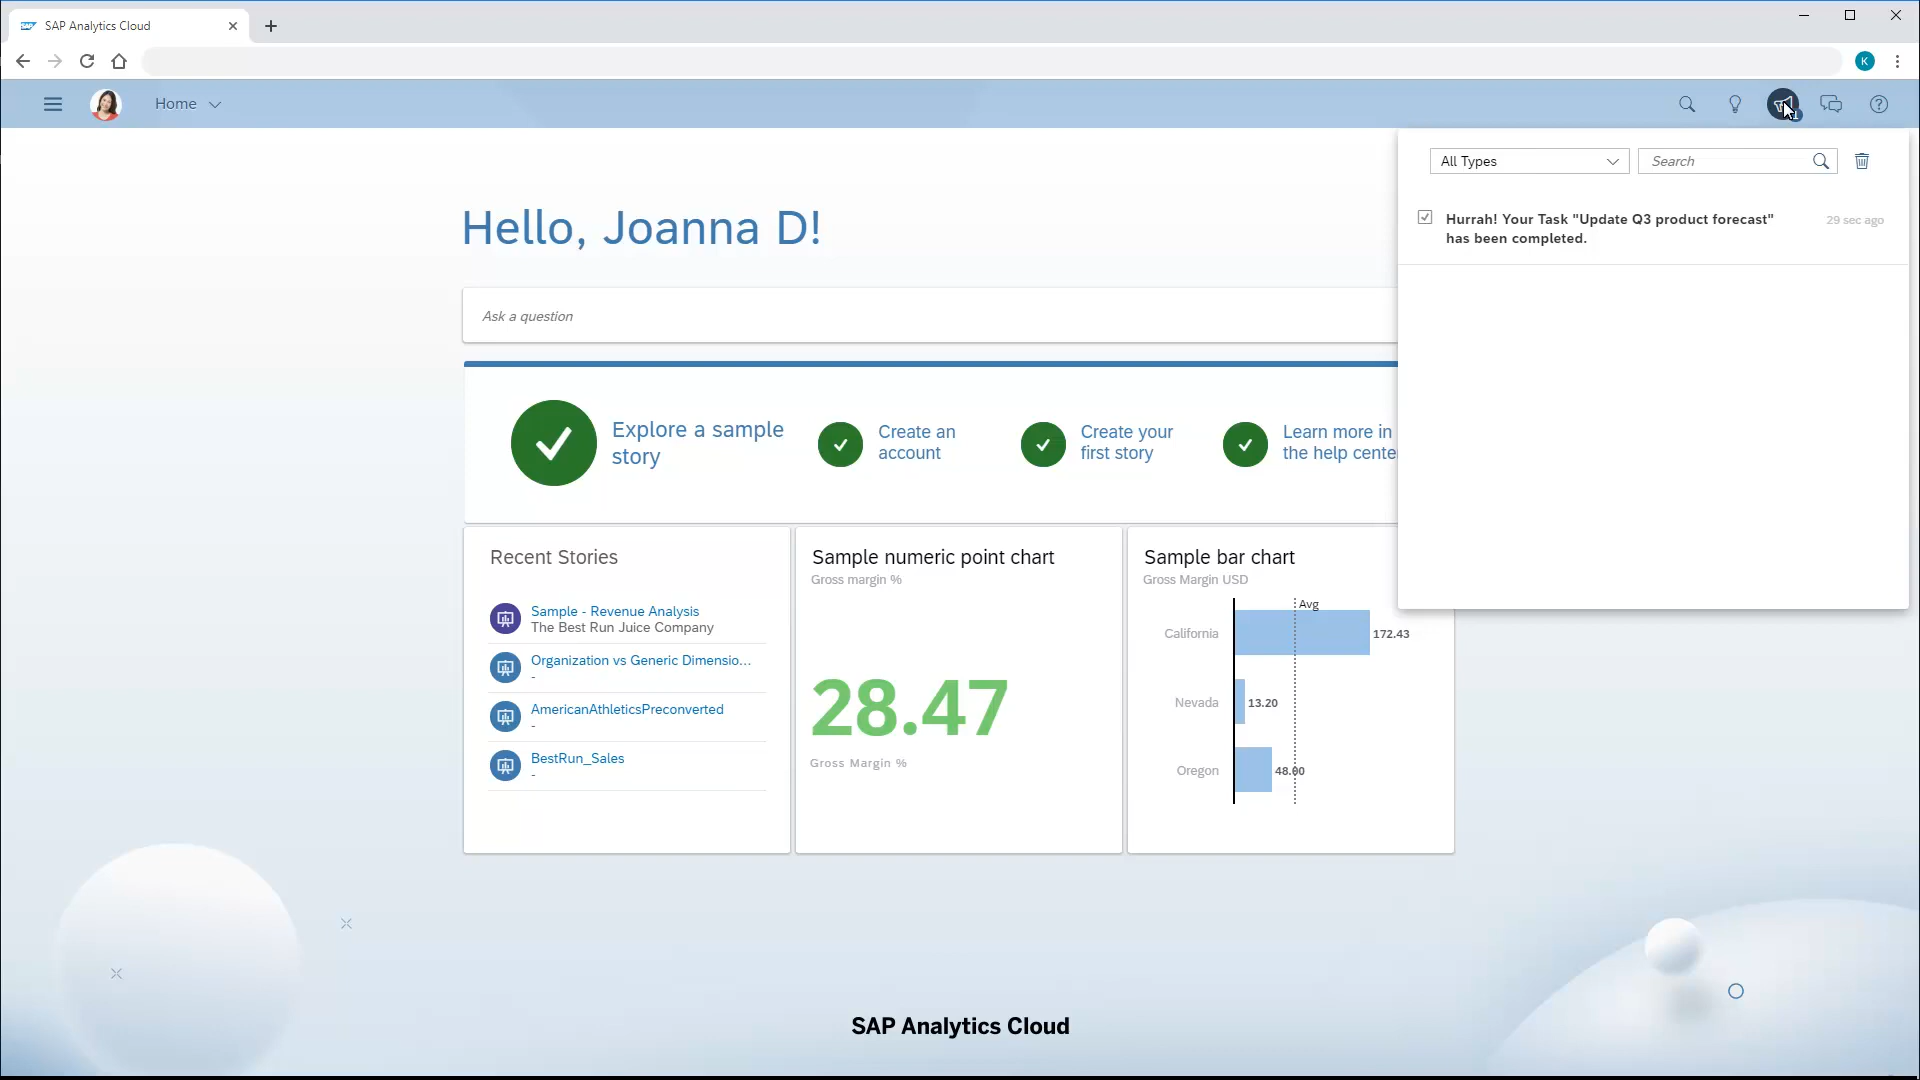 SAP Analytics Cloud
K
Home
1
All Types
Search
Hurrah! Your Task "Update Q3 product forecast"
has been completed.
29 sec ago
Hello, Joanna D!
Ask a question
Explore a sample
story
Create an
account
Create your
first story
Learn more in
the help cente
Recent Stories
Sample - Revenue Analysis
The Best Run Juice Company
Organization vs Generic Dimensio...
-
AmericanAthleticsPreconverted
-
BestRun_Sales
-
Sample numeric point chart
Gross margin %
28.47
Gross Margin %
Sample bar chart
Gross Margin USD
Avg
California 172.43
Nevada 13.20
Oregon 48.00
SAP Analytics Cloud